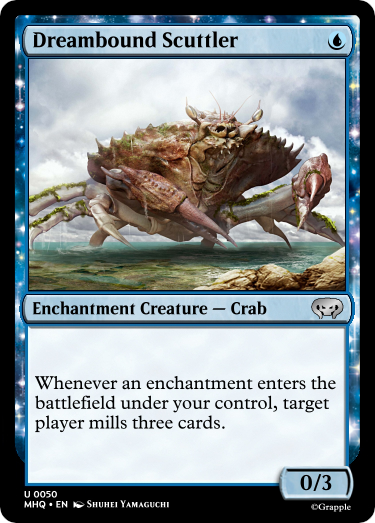 Dreambound Scuttler
Enchantment Creature — Crab
Whenever an enchantment enters the
battlefield under your control, target
player mills three cards.
0/3
U 0050
MHQ • EN Shuhei Yamaguchi
©Grapple